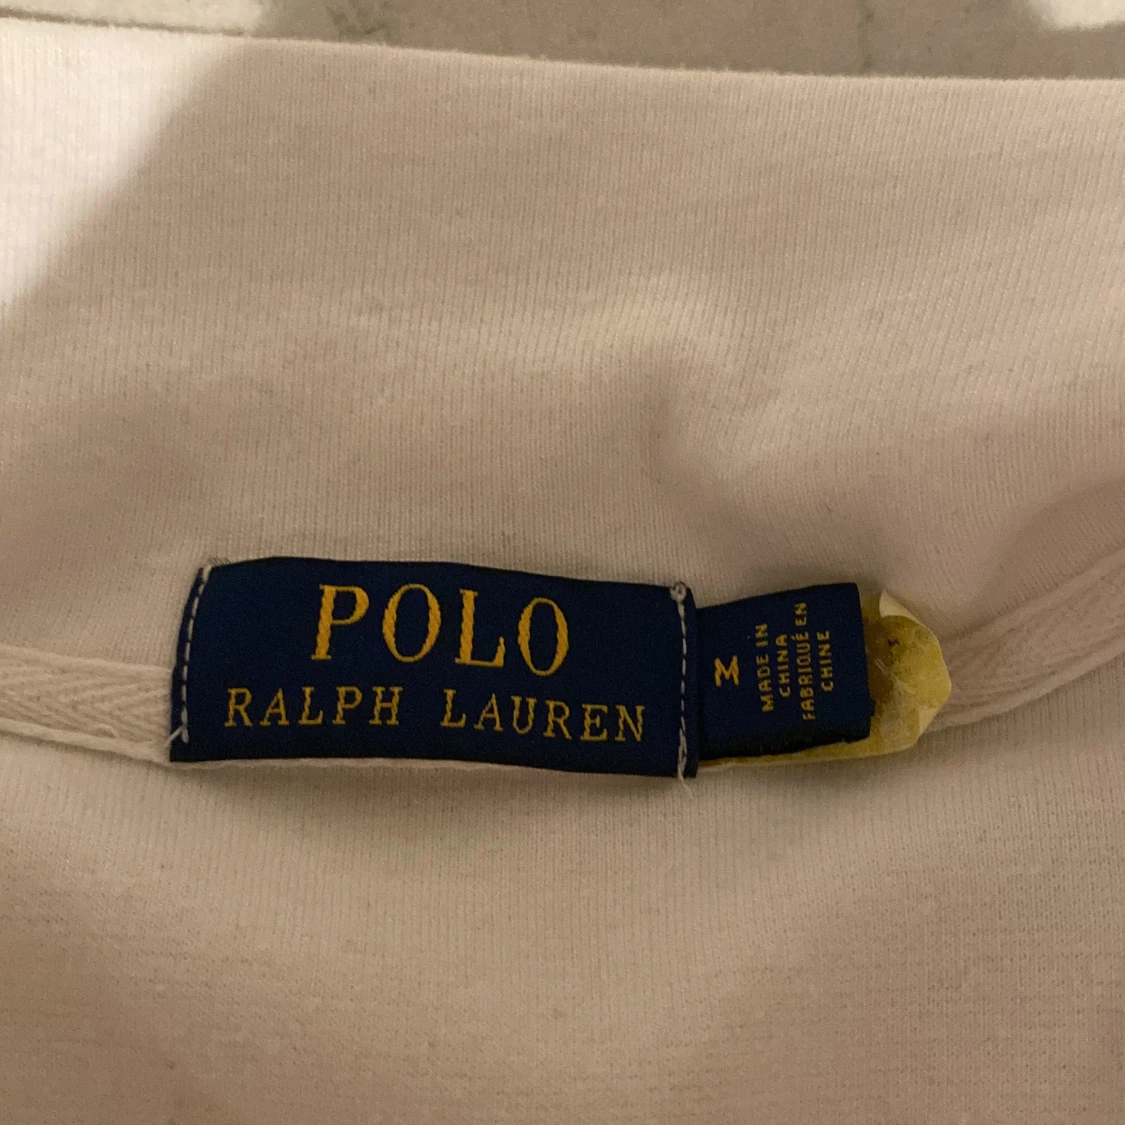 POLO
RALPH LAUREN
M
MADE IN
CHINA
FABRIQUÉ EN
CHINE